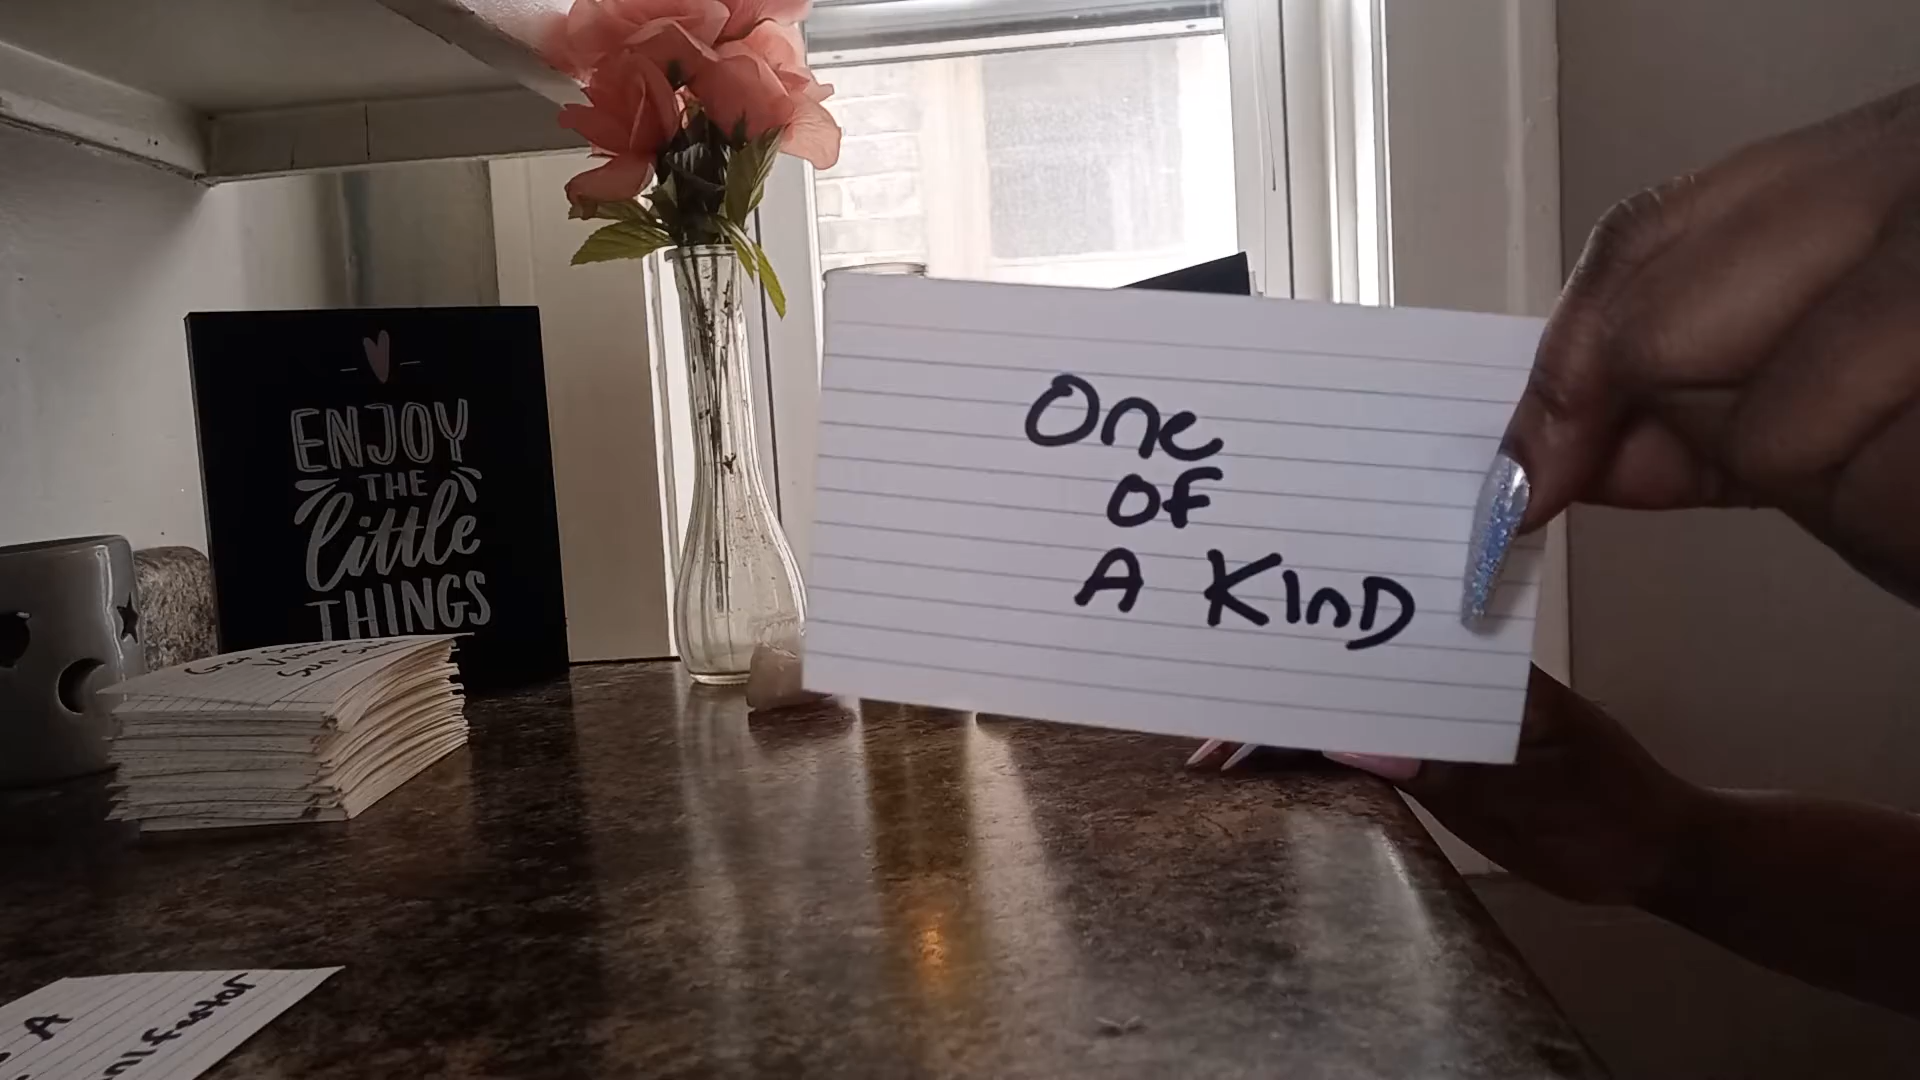 ENJOY
THE
little
THINGS
One
OF
A KInD
A